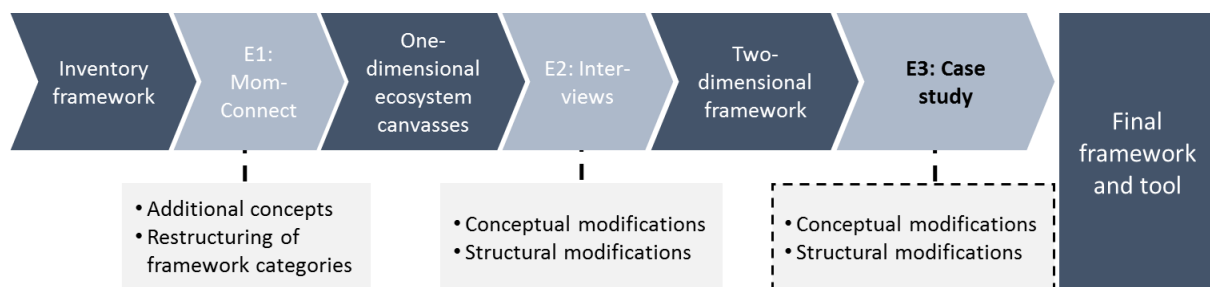 Inventory
framework
E1:
Mom-
Connect
One-
dimensional
ecosystem
canvasses
E2: Inter-
views
Two-
dimensional
framework
E3: Case
study
Final
framework
and tool
• Additional concepts
• Restructuring of
framework categories
• Conceptual modifications
• Structural modifications
• Conceptual modifications
• Structural modifications